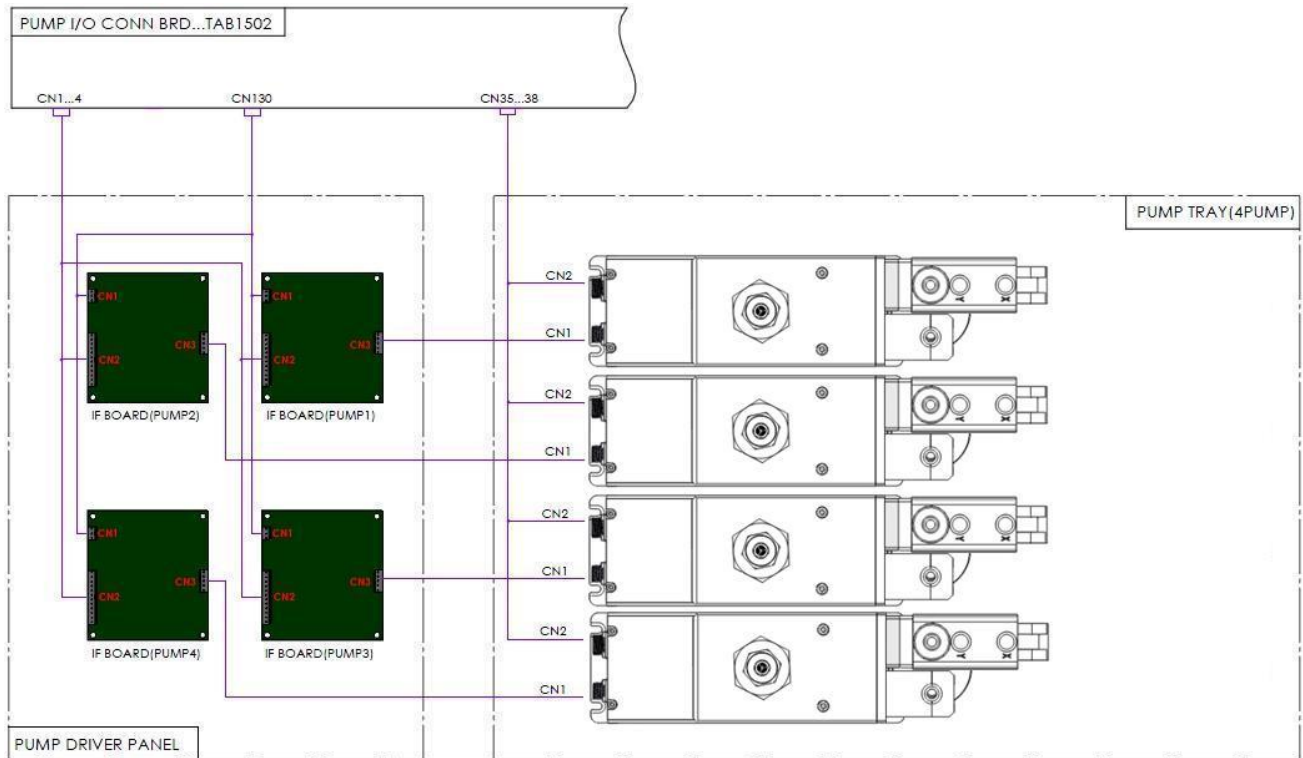 PUMP I/O CONN BRD...TAB1502
CN1...4
CN130
CN35...38
PUMP TRAY(4PUMP)
CN1
CN2
CN3
IF BOARD(PUMP2)
CN1
CN2
CN3
IF BOARD(PUMP1)
CN1
CN2
CN3
IF BOARD(PUMP4)
CN1
CN2
CN3
IF BOARD(PUMP3)
CN2
CN1
Y
X
CN2
CN1
Y
X
CN2
CN1
Y
X
CN2
CN1
Y
X
PUMP DRIVER PANEL